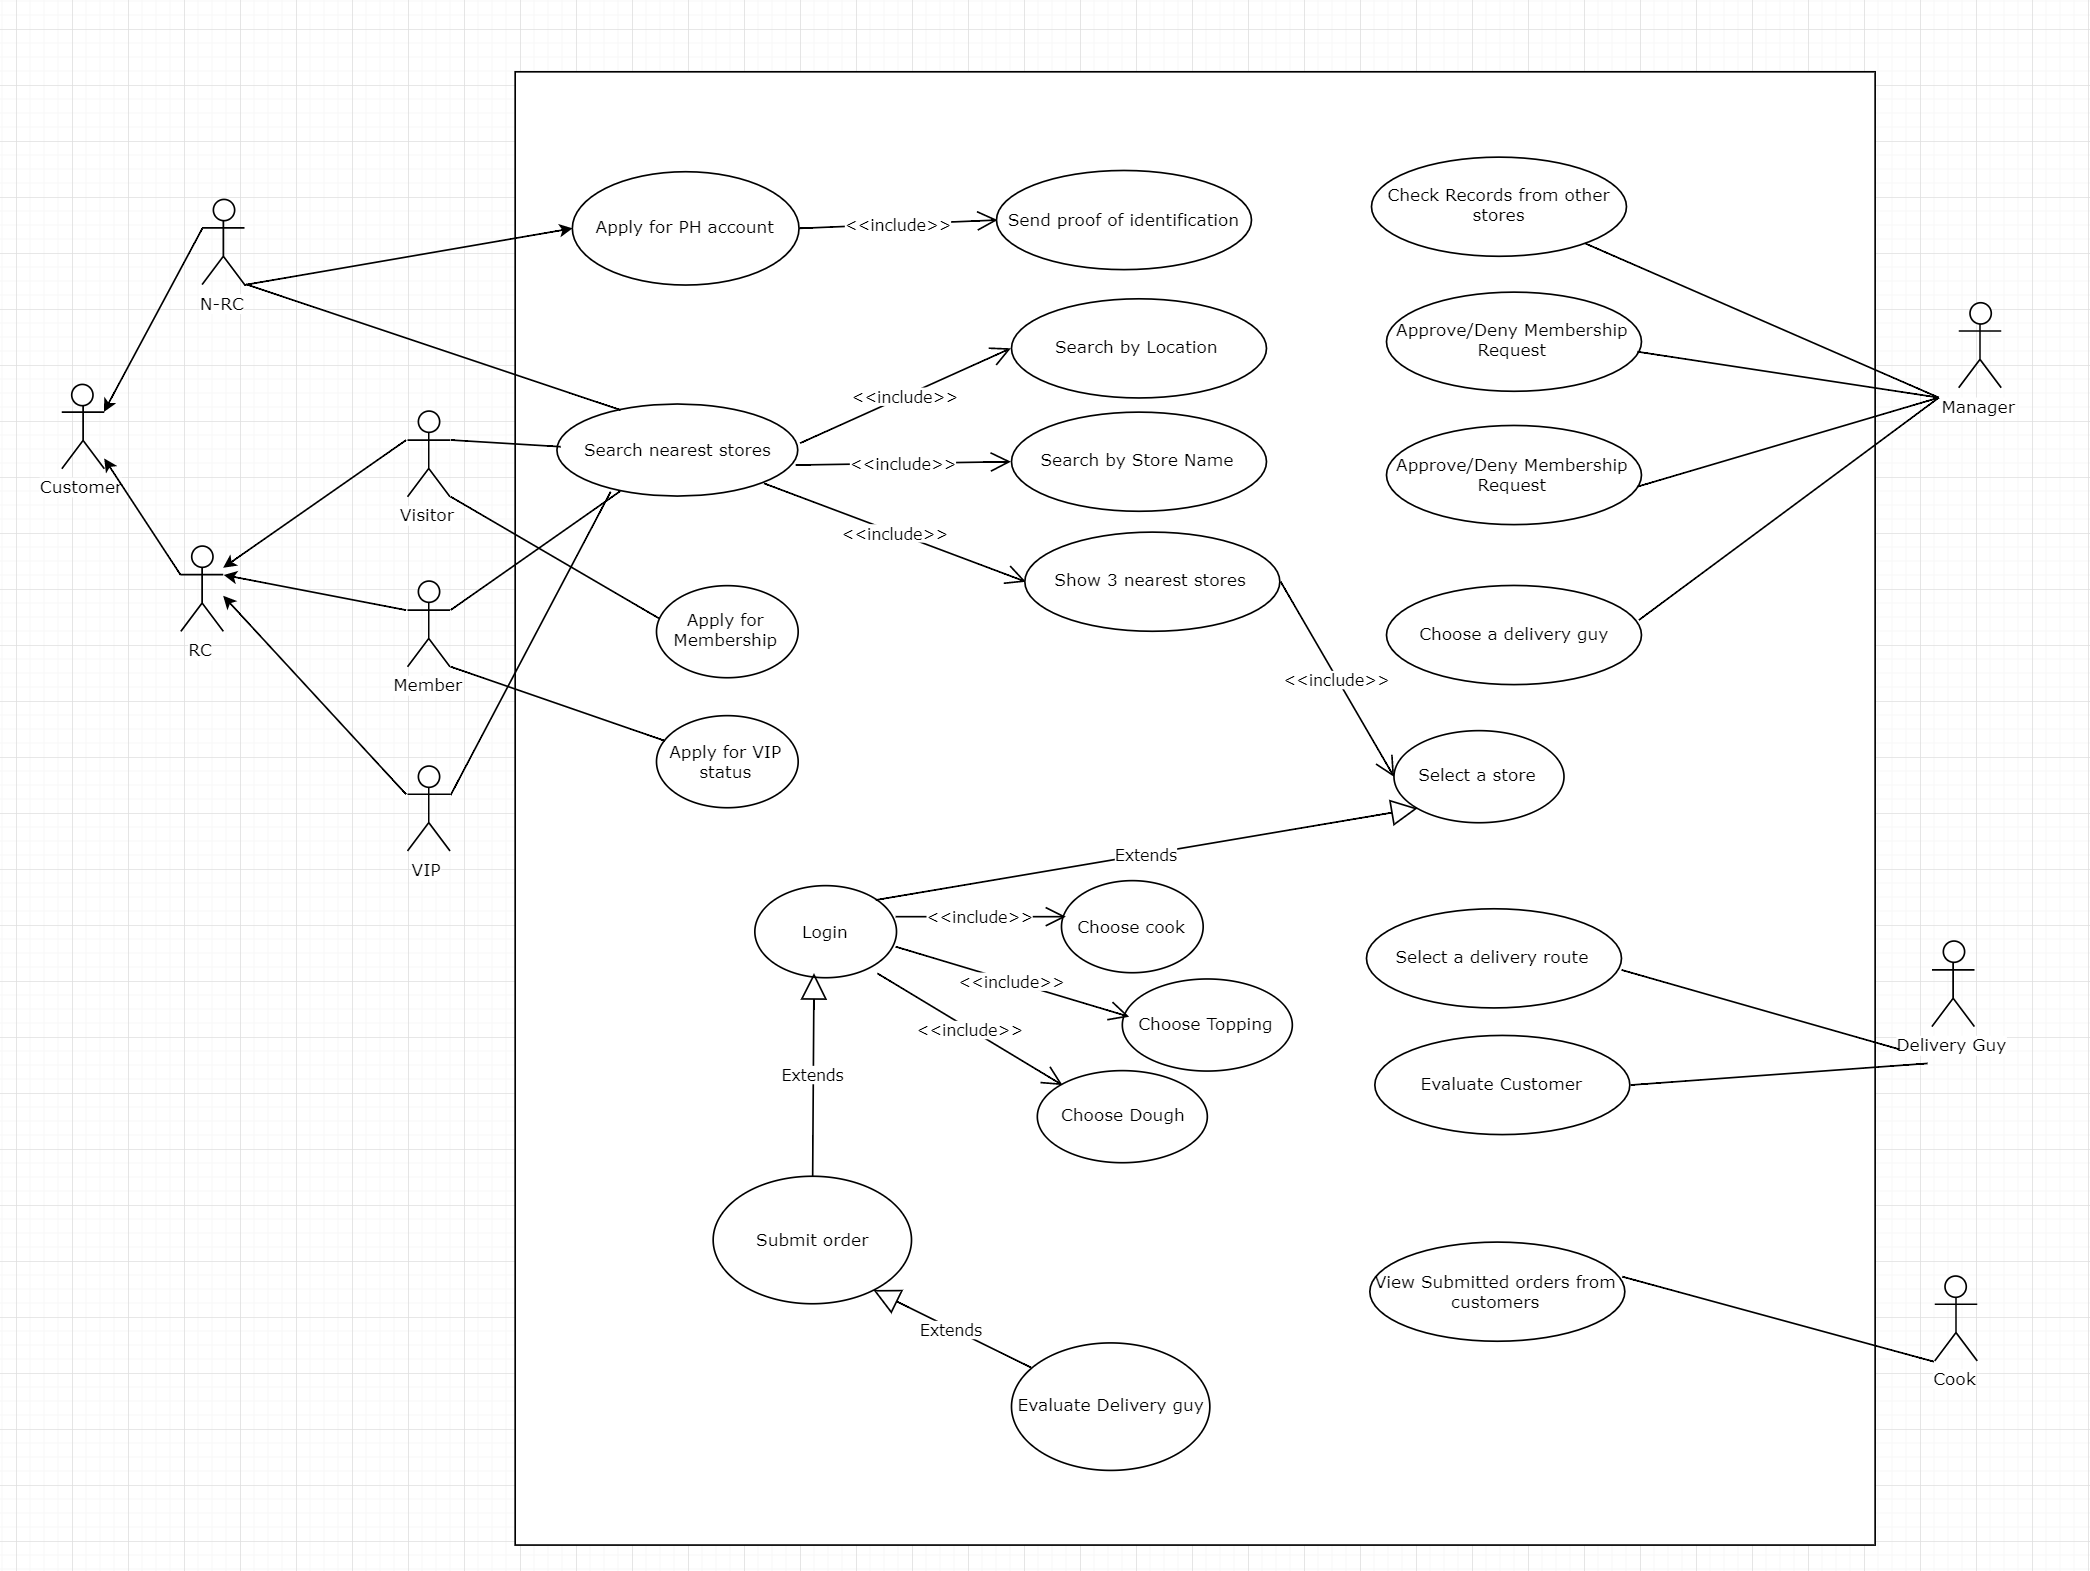 Apply for PH account
<<include>>
Send proof of identification
Check Records from other
stores
N-RC
Search by Location
Approve/Deny Membership
Request
Manager
<<include>>
Customer
Visitor
Search nearest stores
<<include>>
Search by Store Name
Approve/Deny Membership
Request
<<include>>
Show 3 nearest stores
RC
Apply for
Membership
Choose a delivery guy
Member
<<include>>
Apply for VIP
status
Select a store
VIP
Extends
Login
<<include>>
Choose cook
Select a delivery route
<<include>>
Choose Topping
<<include>>
Delivery Guy
Extends
Choose Dough
Evaluate Customer
Submit order
View Submitted orders from
customers
Extends
Cook
Evaluate Delivery guy